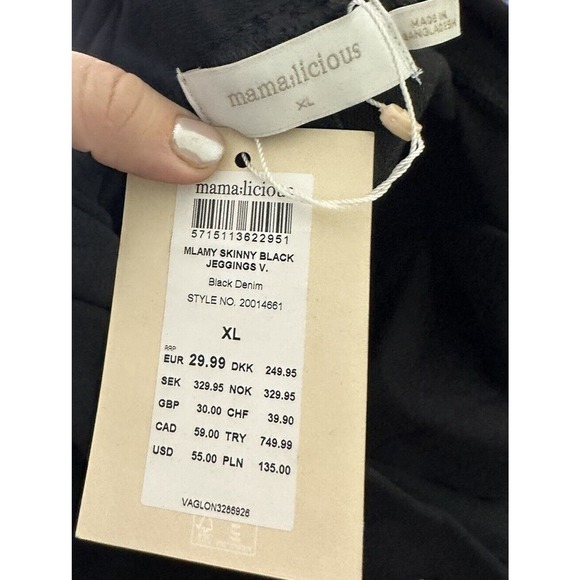 mama;licious
XL
MADE IN
BANGLADESH
mama;licious
5715113622951
MLAMY SKINNY BLACK
JEGGINGS V.
Black Denim
STYLE NO. 20014661
XL
RRP
EUR 29.99 DKK 249.95
SEK 329.95 NOK 329.95
GBP 30.00 CHF 39.90
CAD 59.00 TRY 749.99
USD 55.00 PLN 135.00
VAGLON3286926